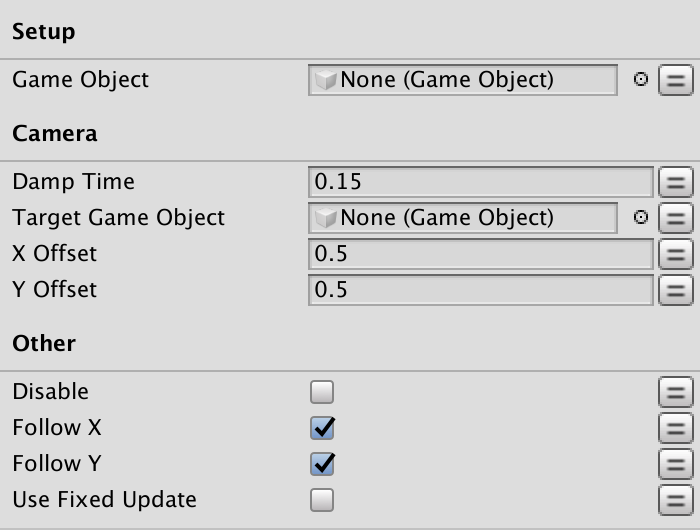 Setup
Game Object None (Game Object)
Camera
Damp Time 0.15
Target Game Object None (Game Object)
X Offset 0.5
Y Offset 0.5
Other
Disable
Follow X
Follow Y
Use Fixed Update